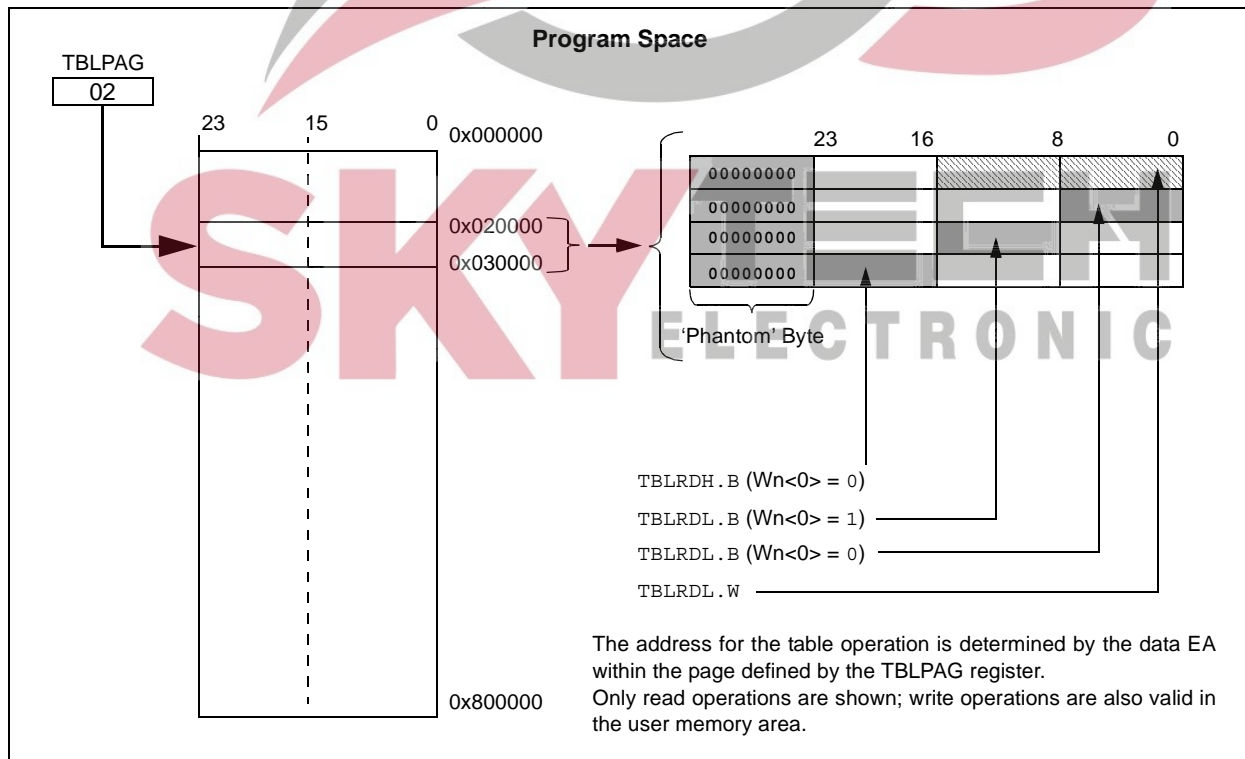 Program Space
TBLPAG
02
23 15 0
0x000000
0x020000
0x030000
0x800000
23 16 8 0
00000000
00000000
00000000
00000000
‘Phantom’ Byte
TBLRDH.B (Wn<0> = 0)
TBLRDL.B (Wn<0> = 1)
TBLRDL.B (Wn<0> = 0)
TBLRDL.W
The address for the table operation is determined by the data EA
within the page defined by the TBLPAG register.
Only read operations are shown; write operations are also valid in
the user memory area.
SKYTECH
ELECTRONIC